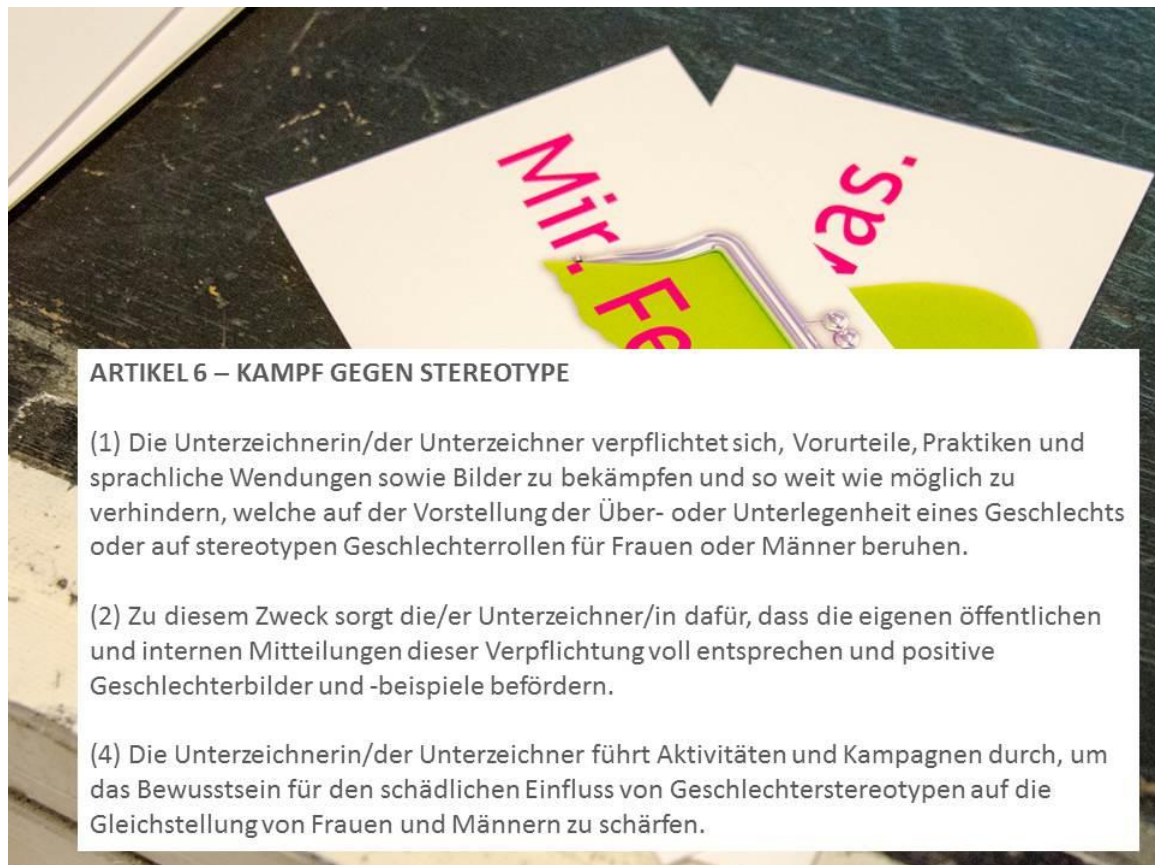 Mir. Fe
as.
ARTIKEL 6 – KAMPF GEGEN STEREOTYPE
(1) Die Unterzeichnerin/der Unterzeichner verpflichtet sich, Vorurteile, Praktiken und
sprachliche Wendungen sowie Bilder zu bekämpfen und so weit wie möglich zu
verhindern, welche auf der Vorstellung der Über- oder Unterlegenheit eines Geschlechts
oder auf stereotypen Geschlechterrollen für Frauen oder Männer beruhen.
(2) Zu diesem Zweck sorgt die/er Unterzeichner/in dafür, dass die eigenen öffentlichen
und internen Mitteilungen dieser Verpflichtung voll entsprechen und positive
Geschlechterbilder und -beispiele befördern.
(4) Die Unterzeichnerin/der Unterzeichner führt Aktivitäten und Kampagnen durch, um
das Bewusstsein für den schädlichen Einfluss von Geschlechterstereotypen auf die
Gleichstellung von Frauen und Männern zu schärfen.